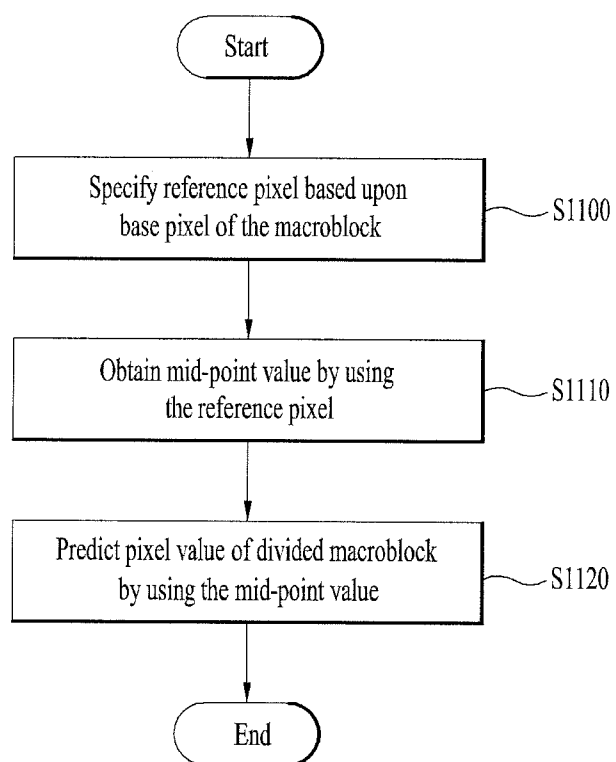 Start
Specify reference pixel based upon
base pixel of the macroblock
S1100
Obtain mid-point value by using
the reference pixel
S1110
Predict pixel value of divided macroblock
by using the mid-point value
S1120
End